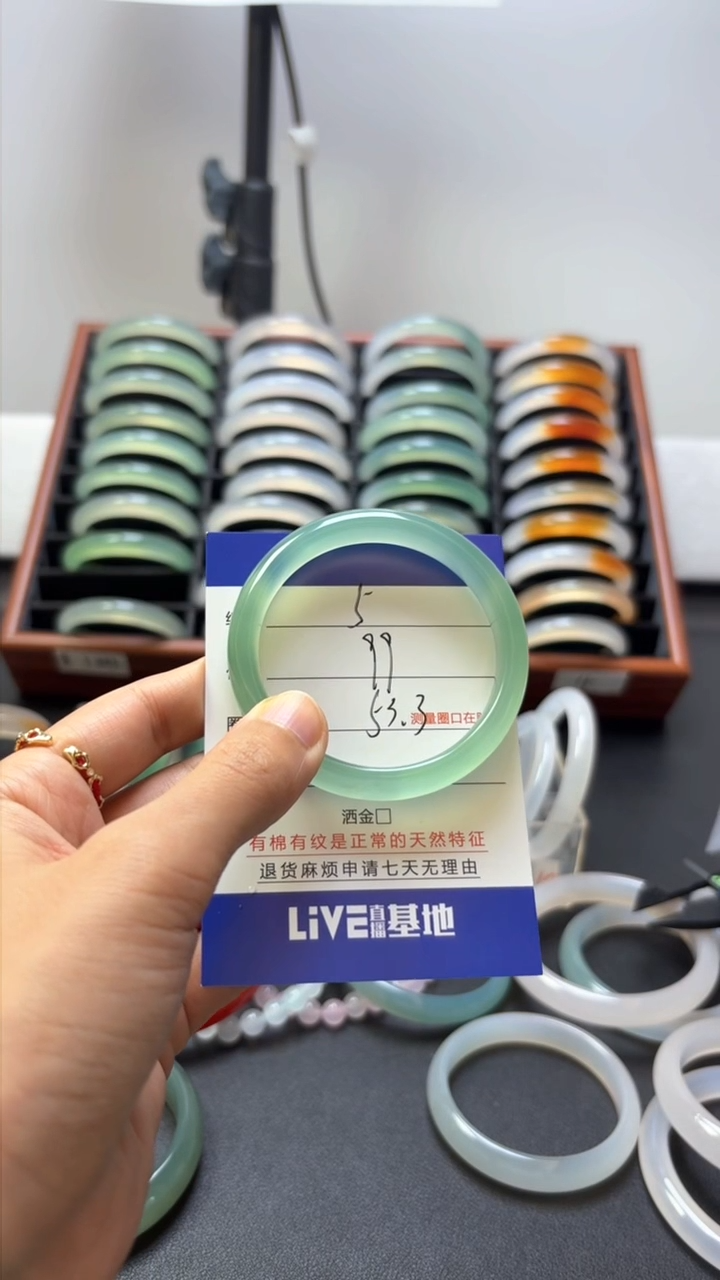 5
99
53.3 测量圈口在
洒金□
有棉有纹是正常的天然特征
退货麻烦申请七天无理由
LiVE直播基地